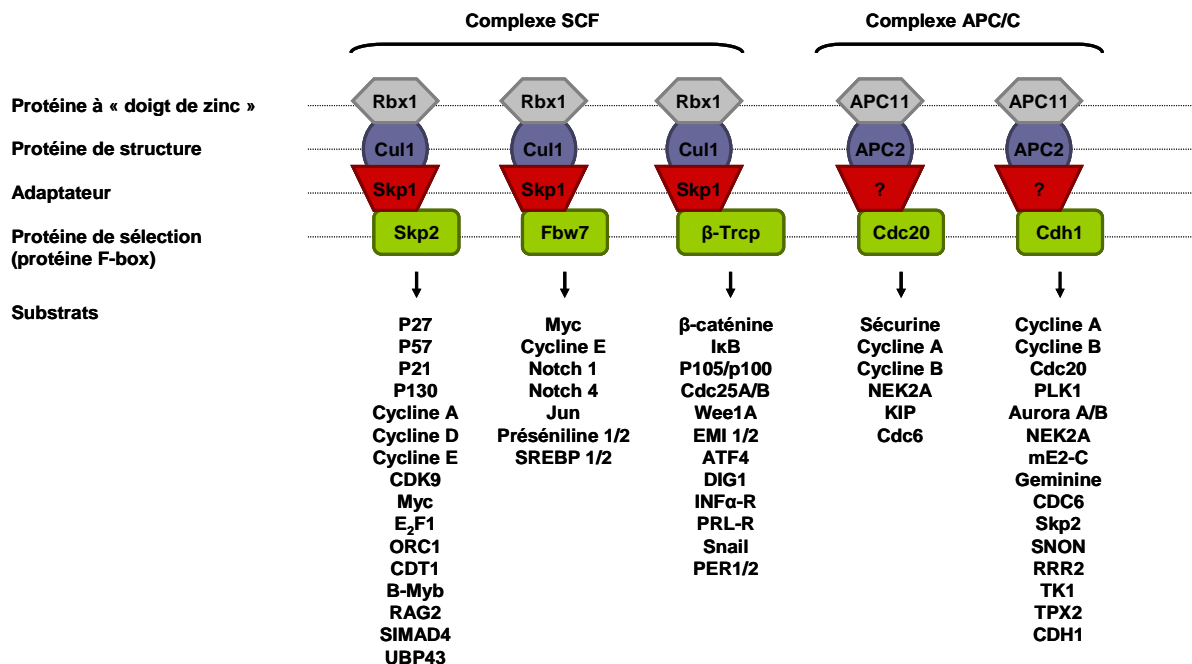 Complexe SCF
Complexe APC/C
Protéine à « doigt de zinc »
Rbx1
Rbx1
Rbx1
APC11
APC11
Protéine de structure
Cul1
Cul1
Cul1
APC2
APC2
Adaptateur
Skp1
Skp1
Skp1
?
?
Protéine de sélection
(protéine F-box)
Skp2
Fbw7
β-Trcp
Cdc20
Cdh1
Substrats
P27
P57
P21
P130
Cycline A
Cycline D
Cycline E
CDK9
Myc
E2F1
ORC1
CDT1
B-Myb
RAG2
SIMAD4
UBP43
Myc
Cycline E
Notch 1
Notch 4
Jun
Préséniline 1/2
SREBP 1/2
β-caténine
IκB
P105/p100
Cdc25A/B
Wee1A
EMI 1/2
ATF4
DIG1
INFα-R
PRL-R
Snail
PER1/2
Sécurine
Cycline A
Cycline B
NEK2A
KIP
Cdc6
Cycline A
Cycline B
Cdc20
PLK1
Aurora A/B
NEK2A
mE2-C
Geminine
CDC6
Skp2
SNON
RRR2
TK1
TPX2
CDH1